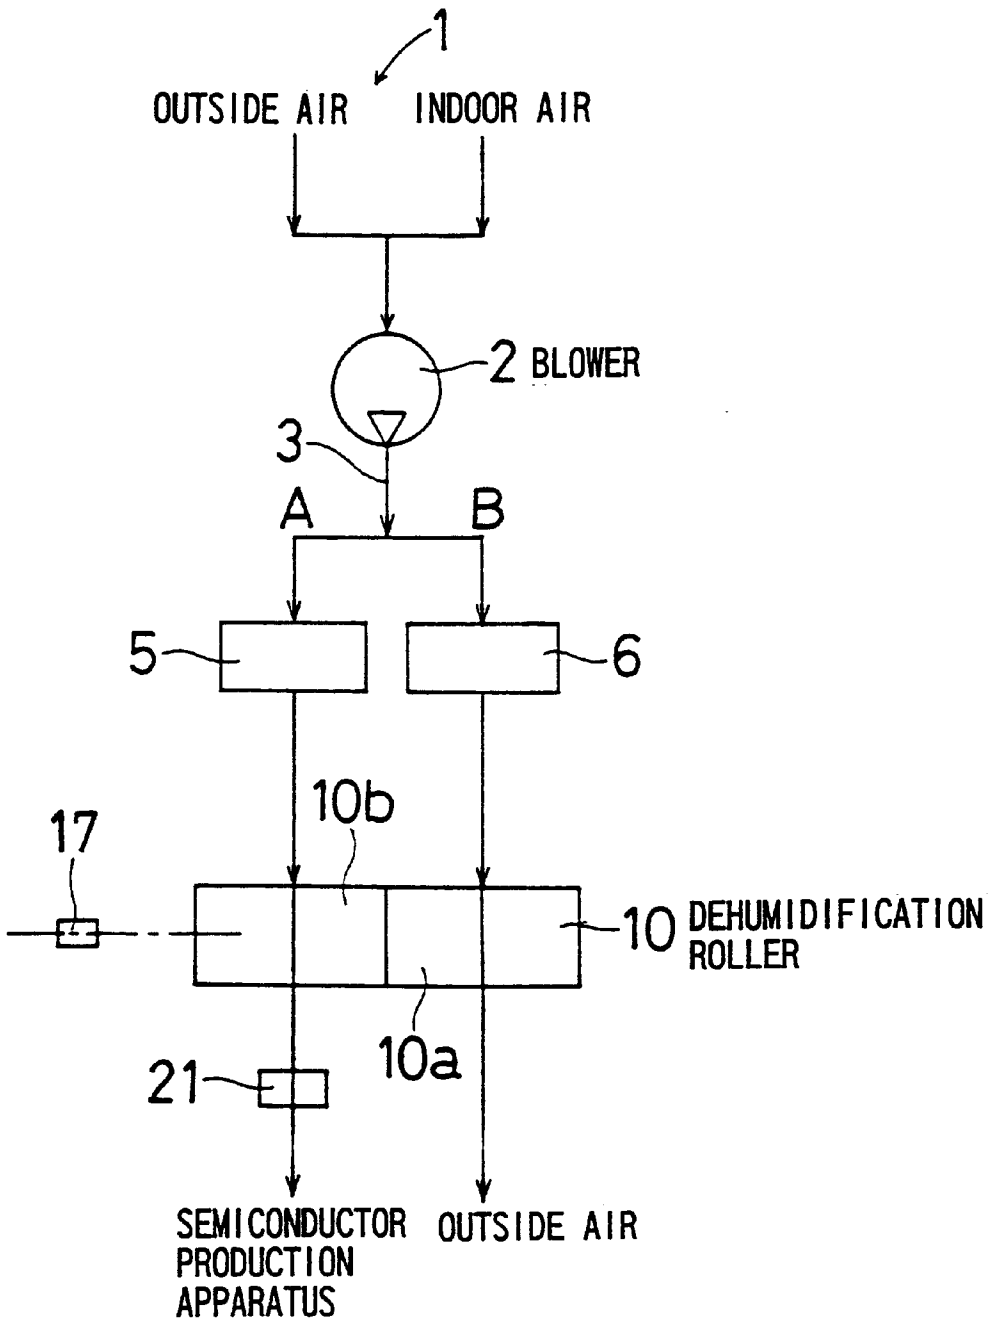 1
OUTSIDE AIR INDOOR AIR
2 BLOWER
3
A B
5 6
10b
17
10 DEHUMIDIFICATION
ROLLER
10a
21
SEMICONDUCTOR
PRODUCTION
APPARATUS
OUTSIDE AIR